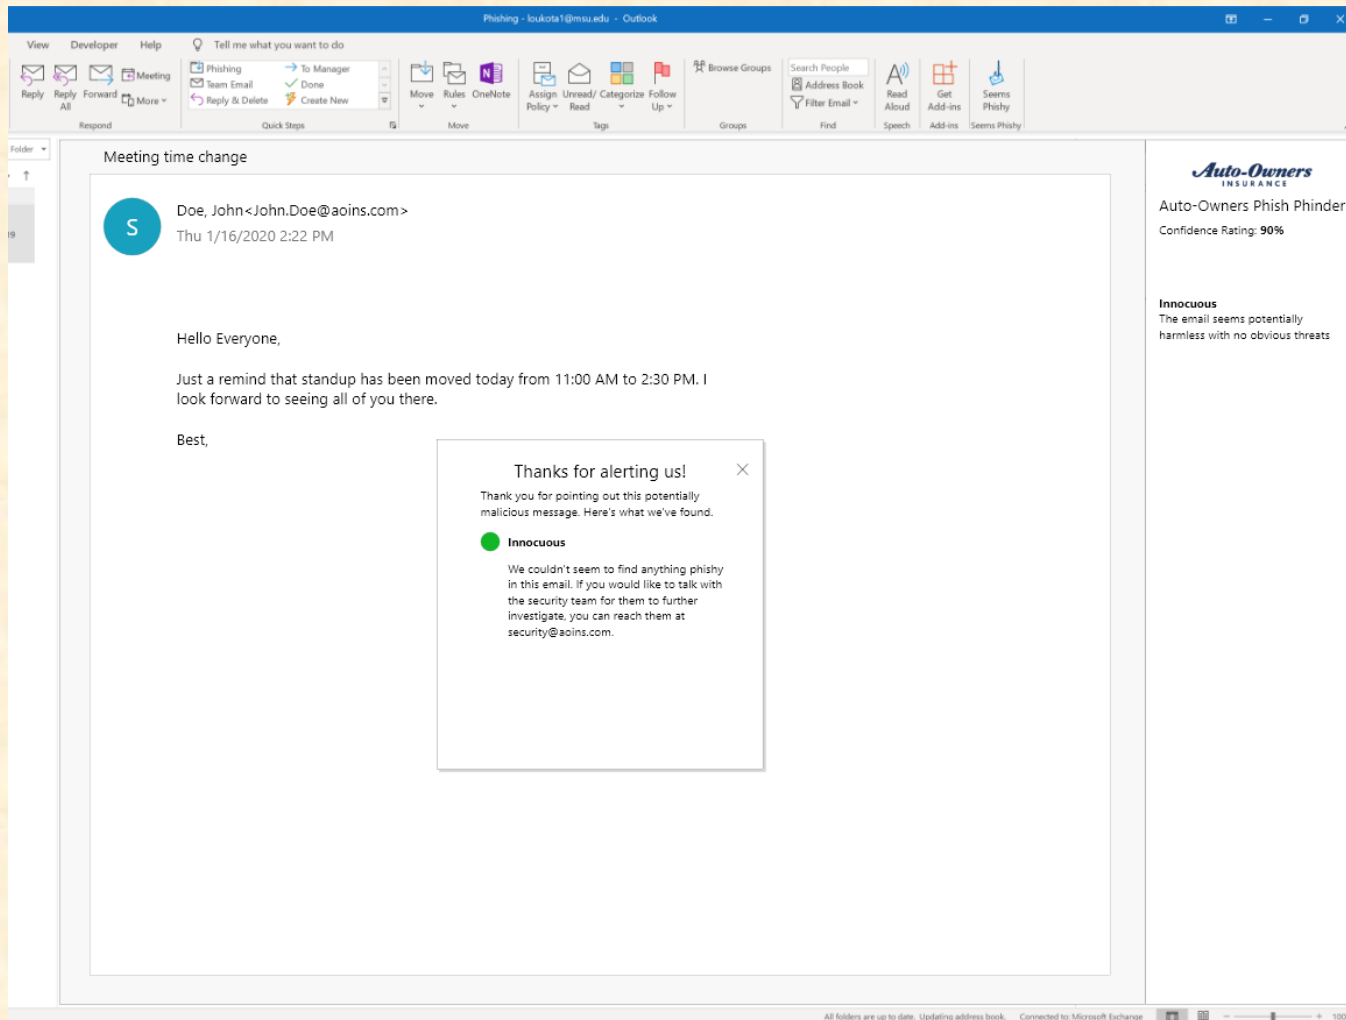 Phishing - loukota1@msu.edu - Outlook
View Developer Help Tell me what you want to do
Reply
Reply All
Forward
Meeting
More
Respond
Phishing
Team Email
Reply & Delete
To Manager
Done
Create New
Quick Steps
Move
Rules
OneNote
Move
Assign Policy
Unread/ Read
Categorize
Follow Up
Tags
Browse Groups
Groups
Search People
Address Book
Filter Email
Find
Read Aloud
Speech
Get Add-ins
Add-ins
Seems Phishy
Seems Phishy
Folder
Meeting time change
S
Doe, John<John.Doe@aoins.com>
Thu 1/16/2020 2:22 PM
Hello Everyone,
Just a remind that standup has been moved today from 11:00 AM to 2:30 PM. I
look forward to seeing all of you there.
Best,
Thanks for alerting us!
Thank you for pointing out this potentially
malicious message. Here's what we've found.
Innocuous
We couldn't seem to find anything phishy
in this email. If you would like to talk with
the security team for them to further
investigate, you can reach them at
security@aoins.com.
Auto-Owners
INSURANCE
Auto-Owners Phish Phinder
Confidence Rating: 90%
Innocuous
The email seems potentially
harmless with no obvious threats
All folders are up to date. Updating address book. Connected to: Microsoft Exchange
100